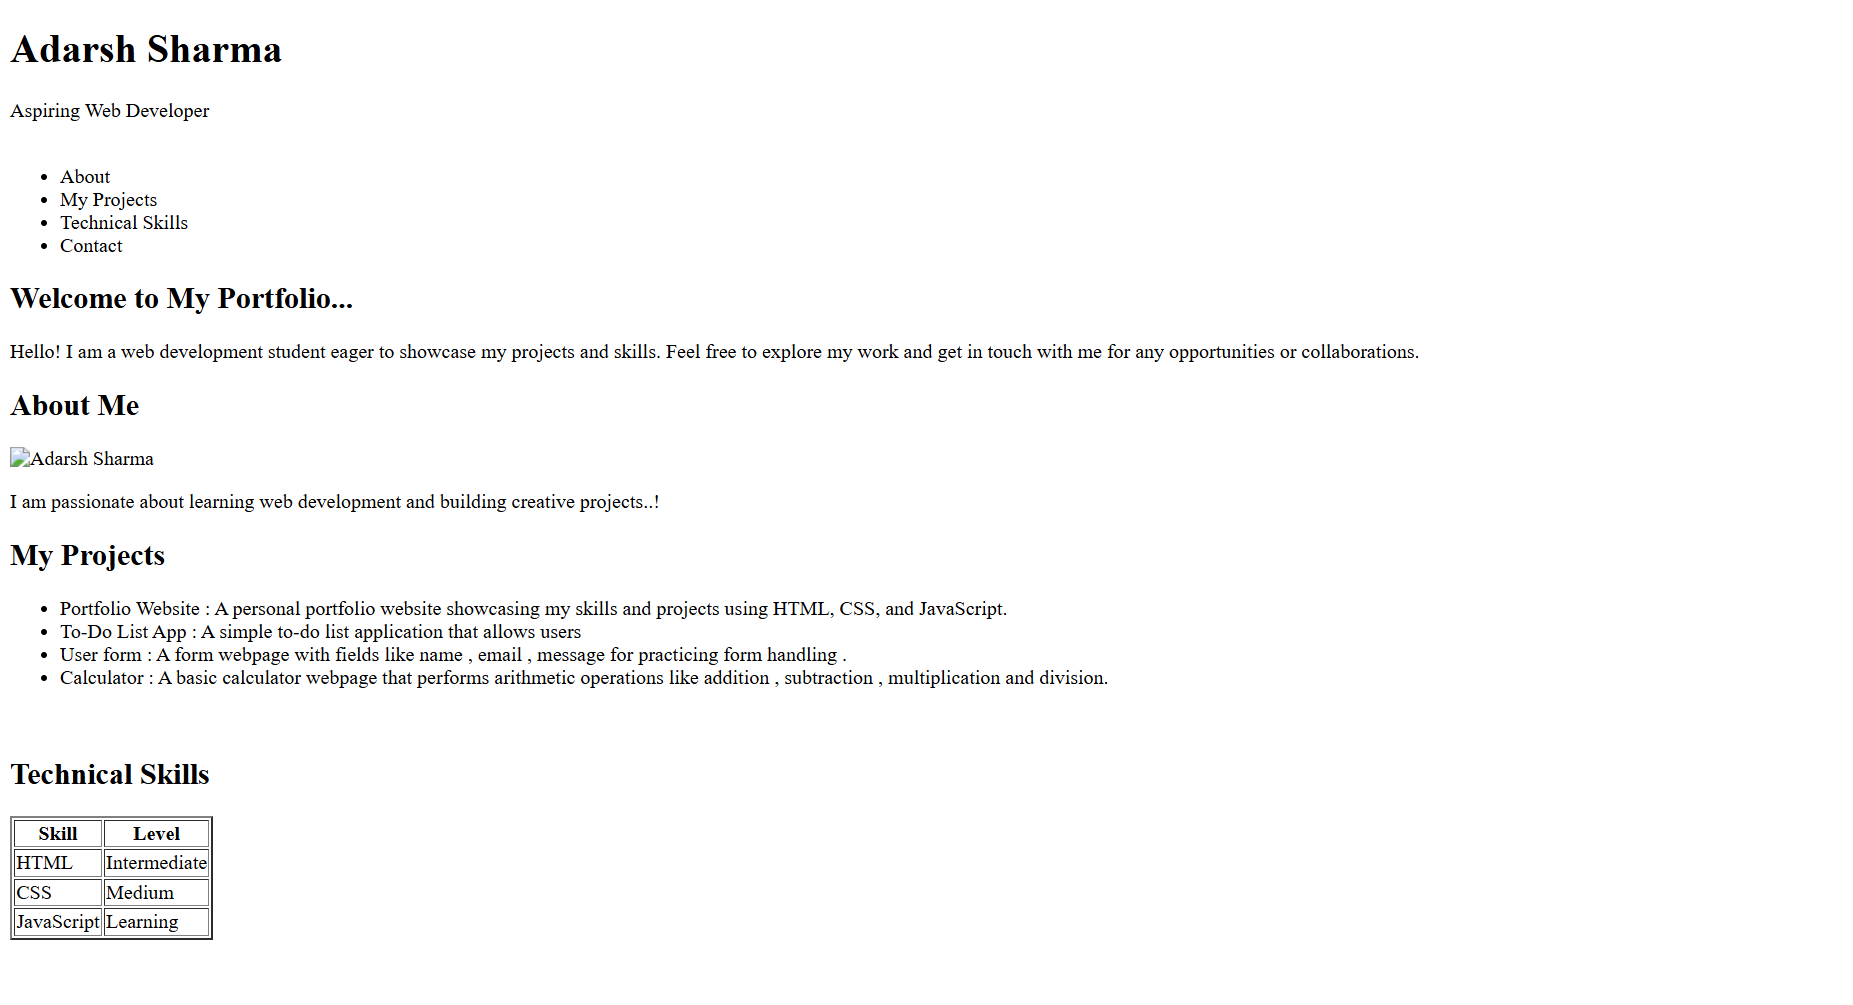 Adarsh Sharma
Aspiring Web Developer
About
My Projects
Technical Skills
Contact
Welcome to My Portfolio...
Hello! I am a web development student eager to showcase my projects and skills. Feel free to explore my work and get in touch with me for any opportunities or collaborations.
About Me
Adarsh Sharma
I am passionate about learning web development and building creative projects..!
My Projects
Portfolio Website : A personal portfolio website showcasing my skills and projects using HTML, CSS, and JavaScript.
To-Do List App : A simple to-do list application that allows users
User form : A form webpage with fields like name , email , message for practicing form handling .
Calculator : A basic calculator webpage that performs arithmetic operations like addition , subtraction , multiplication and division.
Technical Skills
Skill Level
HTML Intermediate
CSS Medium
JavaScript Learning